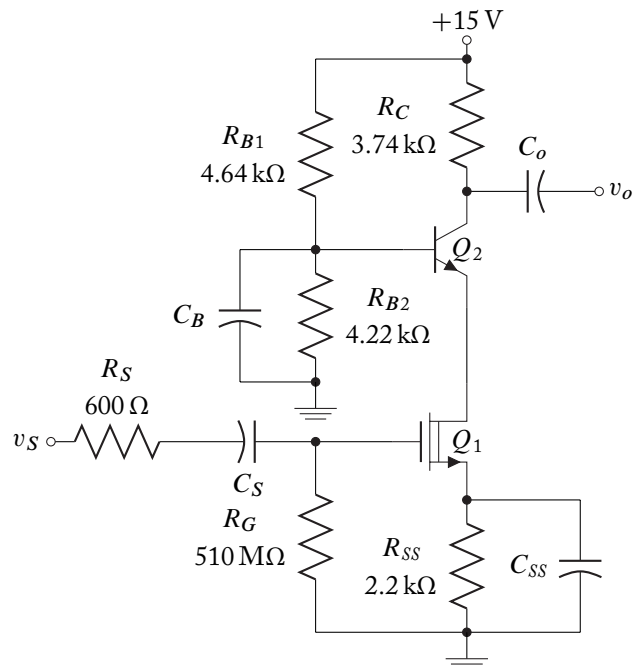 +15 V
R_C
3.74 kΩ
R_B1
4.64 kΩ
C_o
v_o
Q_2
C_B
R_B2
4.22 kΩ
R_S
600 Ω
v_S
C_S
Q_1
R_G
510 MΩ
R_SS
2.2 kΩ
C_SS